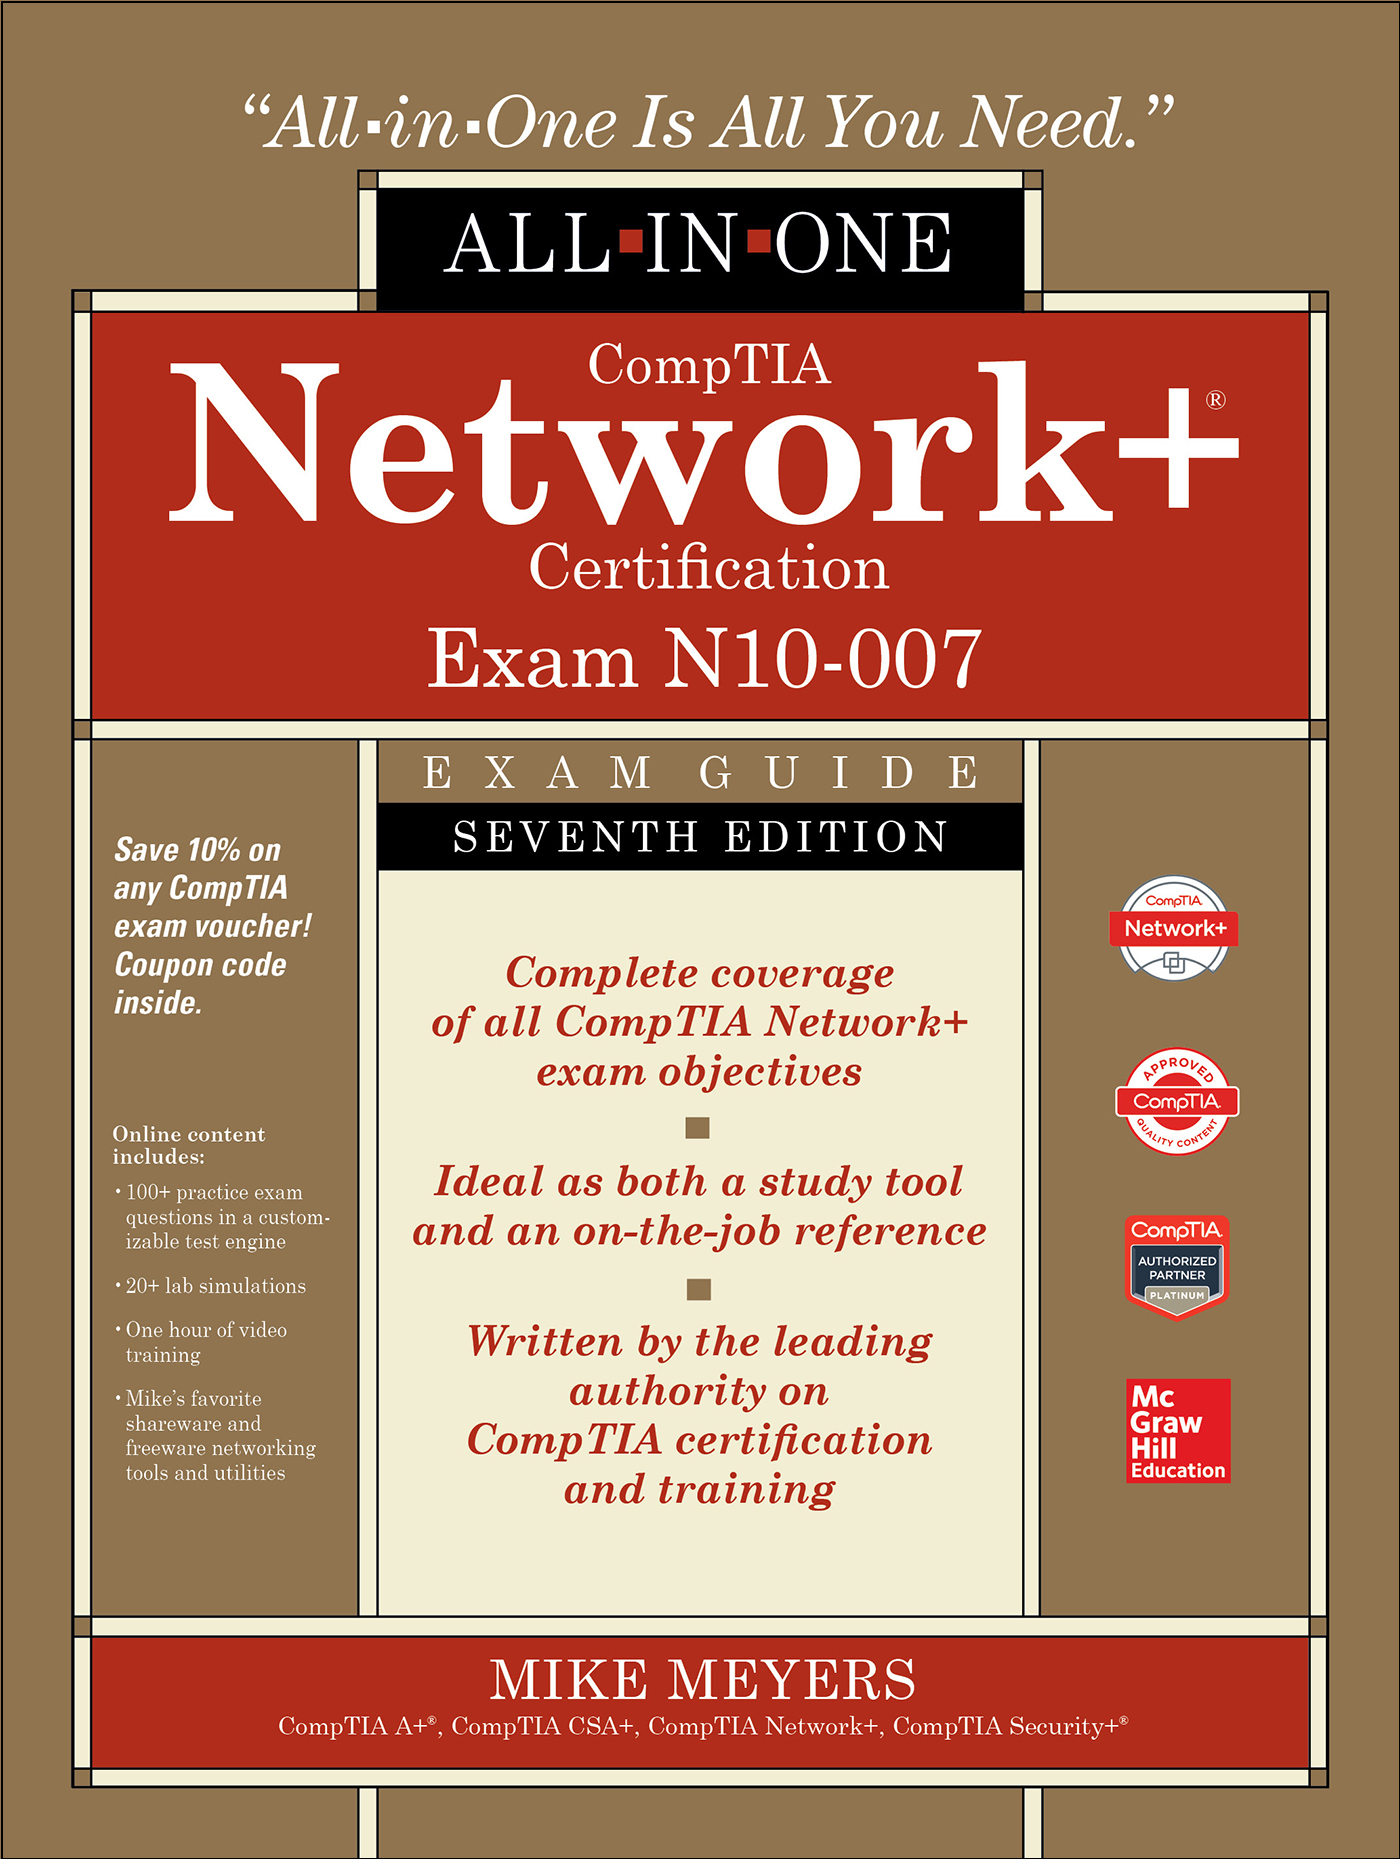 “All▪in▪One Is All You Need.”
ALL▪IN▪ONE
CompTIA
Network+®
Certification
Exam N10-007
EXAM GUIDE
SEVENTH EDITION
Save 10% on
any CompTIA
exam voucher!
Coupon code
inside.
Online content
includes:
• 100+ practice exam
questions in a custom-
izable test engine
• 20+ lab simulations
• One hour of video
training
• Mike’s favorite
shareware and
freeware networking
tools and utilities
Complete coverage
of all CompTIA Network+
exam objectives
Ideal as both a study tool
and an on-the-job reference
Written by the leading
authority on
CompTIA certification
and training
CompTIA
Network+
APPROVED
CompTIA
QUALITY CONTENT
CompTIA
AUTHORIZED
PARTNER
PLATINUM
Mc
Graw
Hill
Education
MIKE MEYERS
CompTIA A+®, CompTIA CSA+, CompTIA Network+, CompTIA Security+®